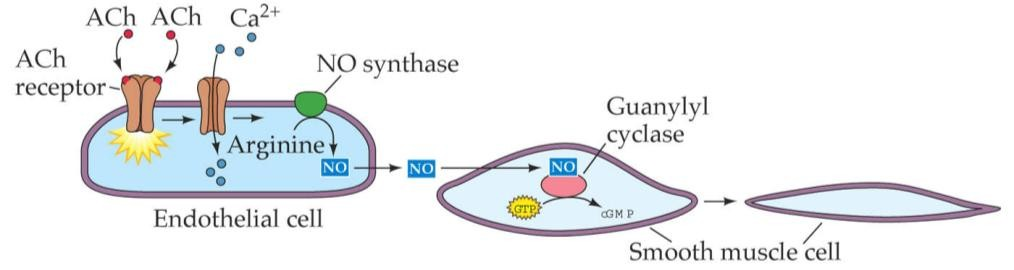 ACh ACh Ca2+
ACh
receptor
NO synthase
Arginine
NO
NO
NO
Guanylyl
cyclase
GTP
cGMP
Endothelial cell
Smooth muscle cell